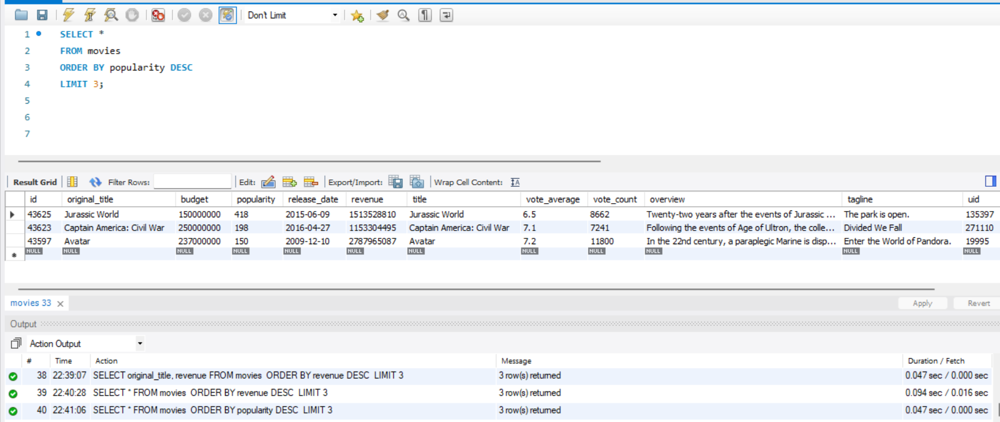 Don't Limit
1 SELECT *
2 FROM movies
3 ORDER BY popularity DESC
4 LIMIT 3;
5
6
7
Result Grid Filter Rows: Edit: Export/Import: Wrap Cell Content:
id original_title budget popularity release_date revenue title vote_average vote_count overview tagline uid
43625 Jurassic World 150000000 418 2015-06-09 1513528810 Jurassic World 6.5 8662 Twenty-two years after the events of Jurassic ... The park is open. 135397
43623 Captain America: Civil War 250000000 198 2016-04-27 1153304495 Captain America: Civil War 7.1 7241 Following the events of Age of Ultron, the colle... Divided We Fall 271110
43597 Avatar 237000000 150 2009-12-10 2787965087 Avatar 7.2 11800 In the 22nd century, a paraplegic Marine is disp... Enter the World of Pandora. 19995
NULL NULL NULL NULL NULL NULL NULL NULL NULL NULL NULL NULL
movies 33 Apply Revert
Output
Action Output
# Time Action Message Duration / Fetch
38 22:39:07 SELECT original_title, revenue FROM movies ORDER BY revenue DESC LIMIT 3 3 row(s) returned 0.047 sec / 0.000 sec
39 22:40:28 SELECT * FROM movies ORDER BY revenue DESC LIMIT 3 3 row(s) returned 0.094 sec / 0.016 sec
40 22:41:06 SELECT * FROM movies ORDER BY popularity DESC LIMIT 3 3 row(s) returned 0.047 sec / 0.000 sec